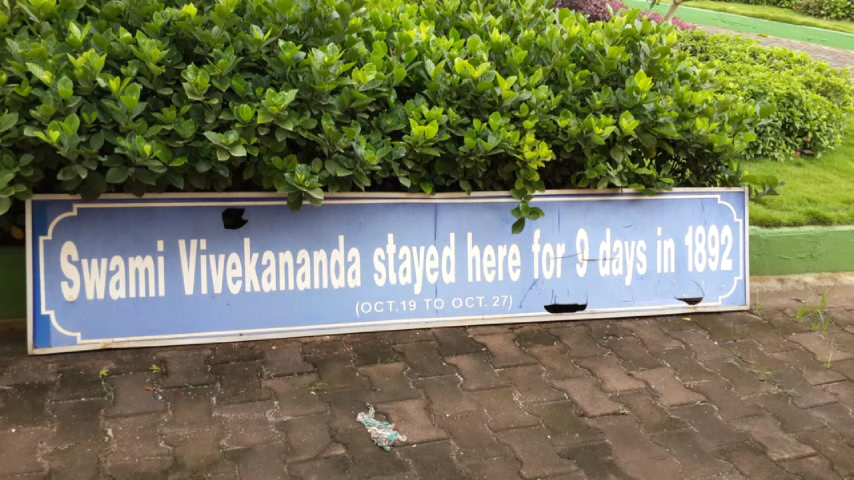 Swami Vivekananda stayed here for 9 days in 1892
(OCT.19 TO OCT. 27)